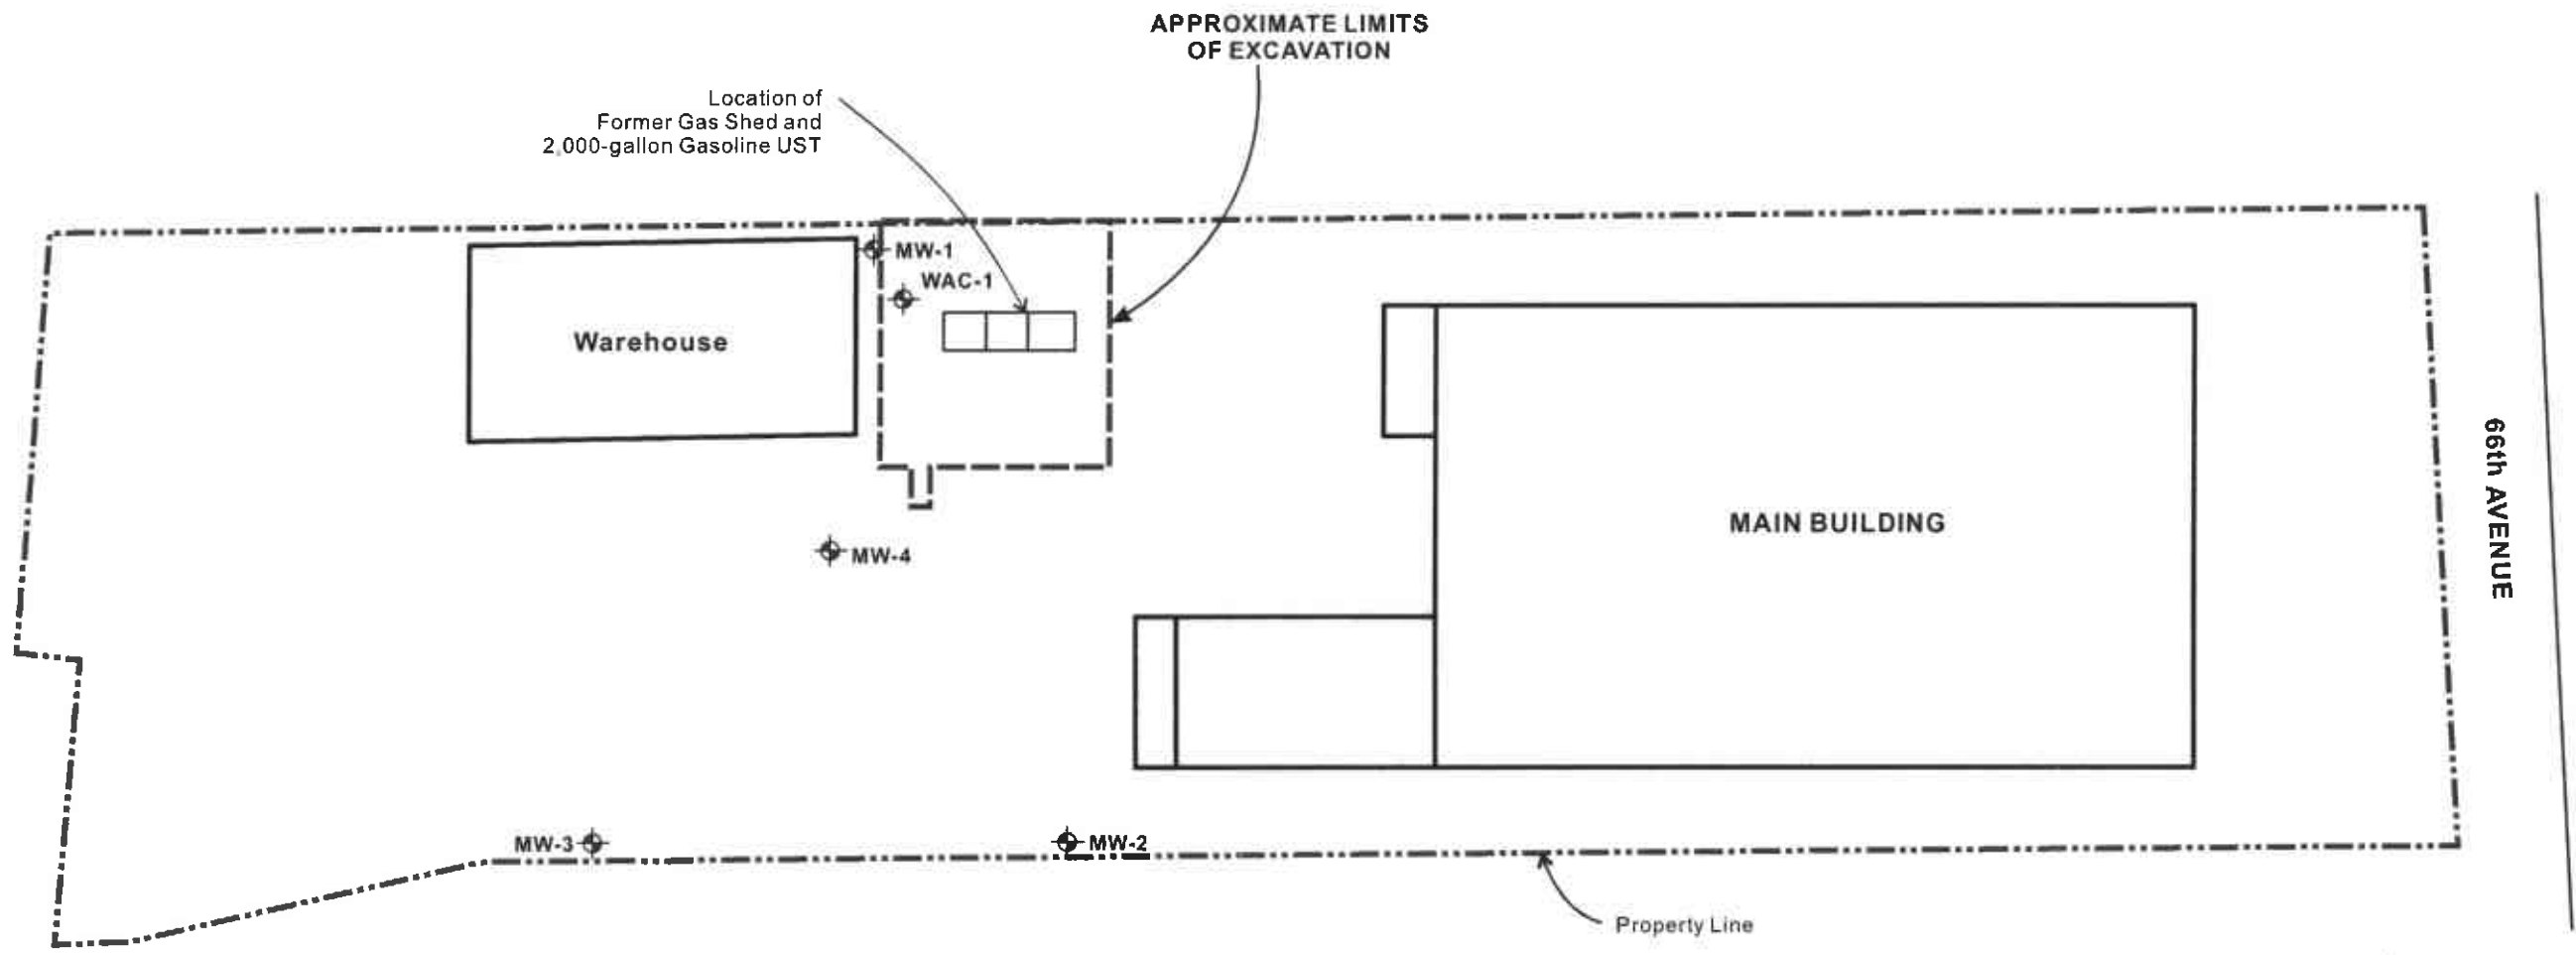 APPROXIMATE LIMITS
OF EXCAVATION
Location of
Former Gas Shed and
2,000-gallon Gasoline UST
MW-1
WAC-1
Warehouse
MAIN BUILDING
66th AVENUE
MW-4
MW-3
MW-2
Property Line